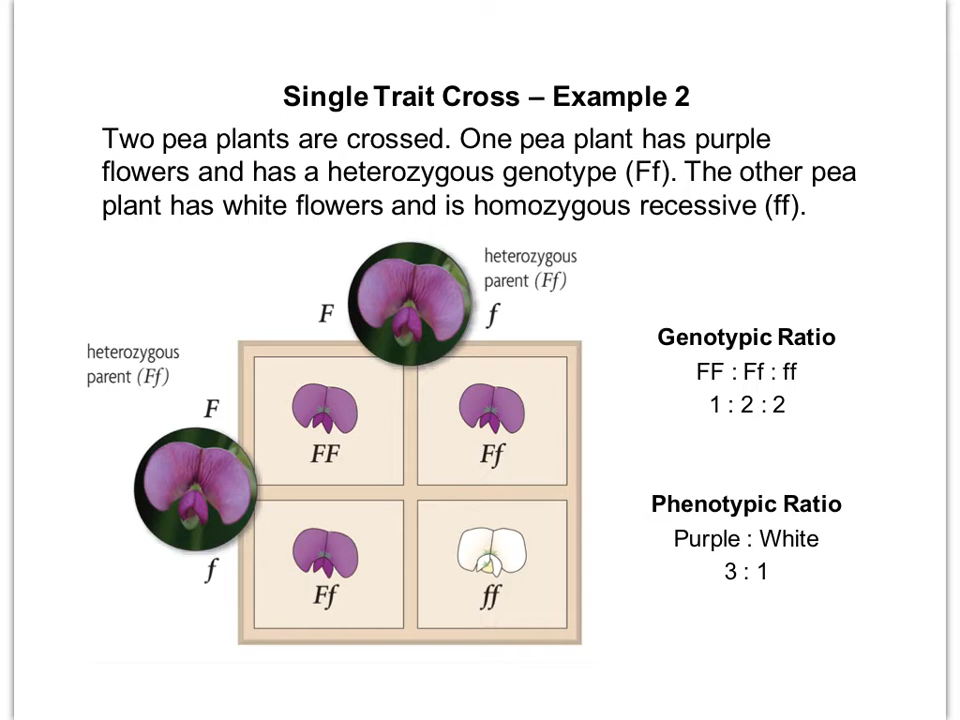 Single Trait Cross – Example 2
Two pea plants are crossed. One pea plant has purple
flowers and has a heterozygous genotype (Ff). The other pea
plant has white flowers and is homozygous recessive (ff).
heterozygous
parent (Ff)
F
f
heterozygous
parent (Ff)
F
f
FF
Ff
Ff
ff
Genotypic Ratio
FF : Ff : ff
1 : 2 : 2
Phenotypic Ratio
Purple : White
3 : 1